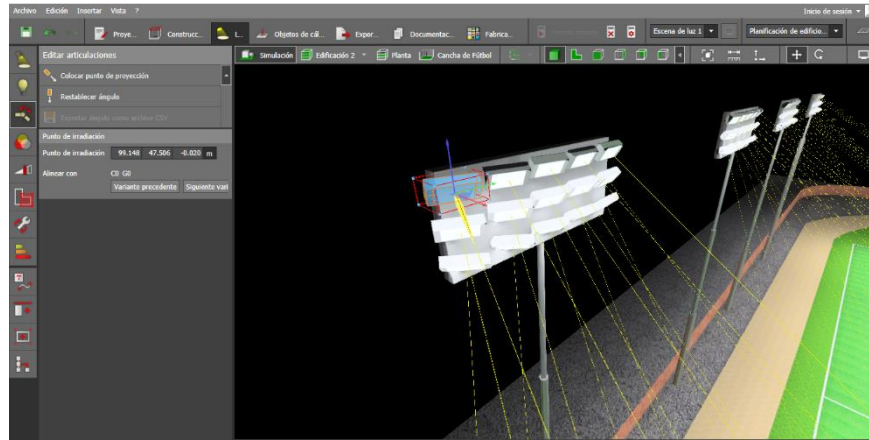 Archivo Edición Insertar Vista ? Inicio de sesión
Proye... Construcc... L... Objetos de cál... Expor... Documentac... Fabrica... Escena de luz 1 Planificación de edificio...
Editar articulaciones Simulación Edificación 2 Planta Cancha de Fútbol
Colocar punto de proyección
Restablecer ángulo
Exportar ángulo como archivo CSV
Punto de irradiación
Punto de irradiación 99.148 47.506 -0.020 m
Alinear con C0 G0
Variante precedente Siguiente vari